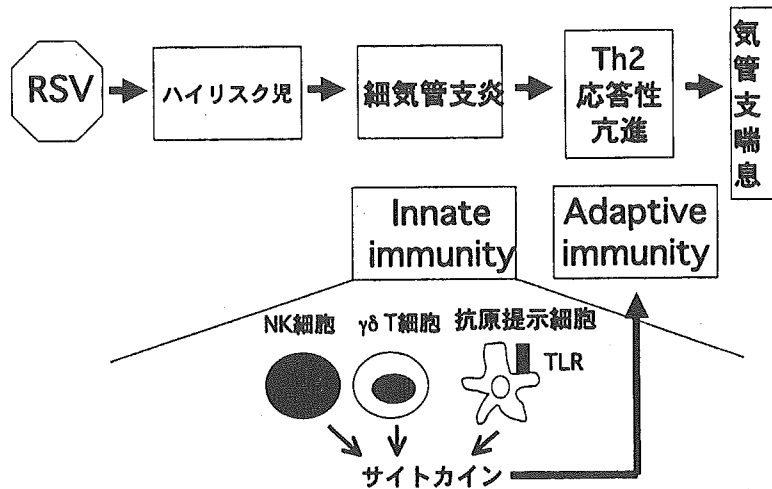 RSV
ハイリスク児
細気管支炎
Th2
応答性
亢進
気管支喘息
Innate
immunity
Adaptive
immunity
NK細胞
γδ T細胞
抗原提示細胞
TLR
サイトカイン